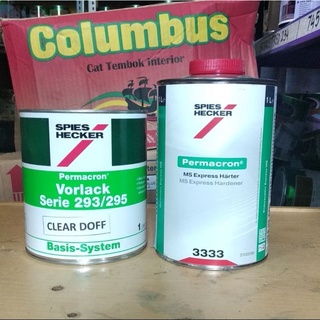 Columbus
Cat Tembok interior
SPIES
HECKER
Permacron®
Vorlack
Serie 293/295
CLEAR DOFF
Basis-System
SPIES
HECKER
Permacron®
MS Express Härter
MS Express Hardener
3333